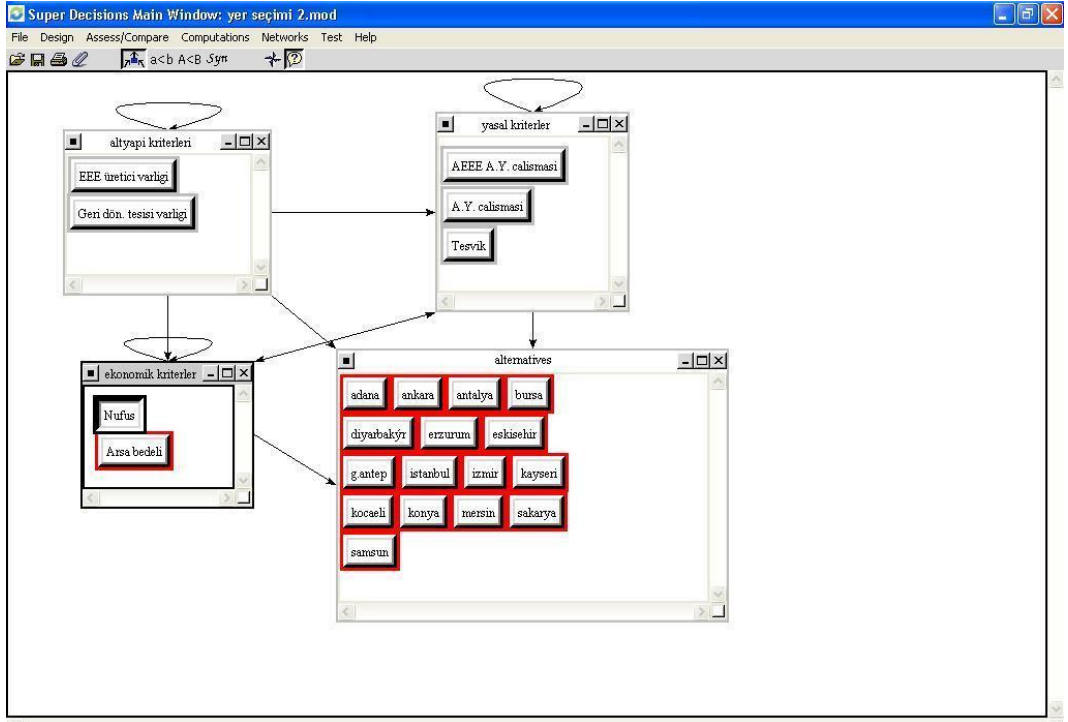 Super Decisions Main Window: yer seçimi 2.mod
File Design Assess/Compare Computations Networks Test Help
a<b A<B Syn
altyapi kriterleri
EEE üretici varligi
Geri dön. tesisi varligi
yasal kriterler
AEEE A.Y. calismasi
A.Y. calismasi
Tesvik
ekonomik kriterler
Nufus
Arsa bedeli
alternatives
adana ankara antalya bursa
diyarbakýr erzurum eskisehir
g.antep istanbul izmir kayseri
kocaeli konya mersin sakarya
samsun